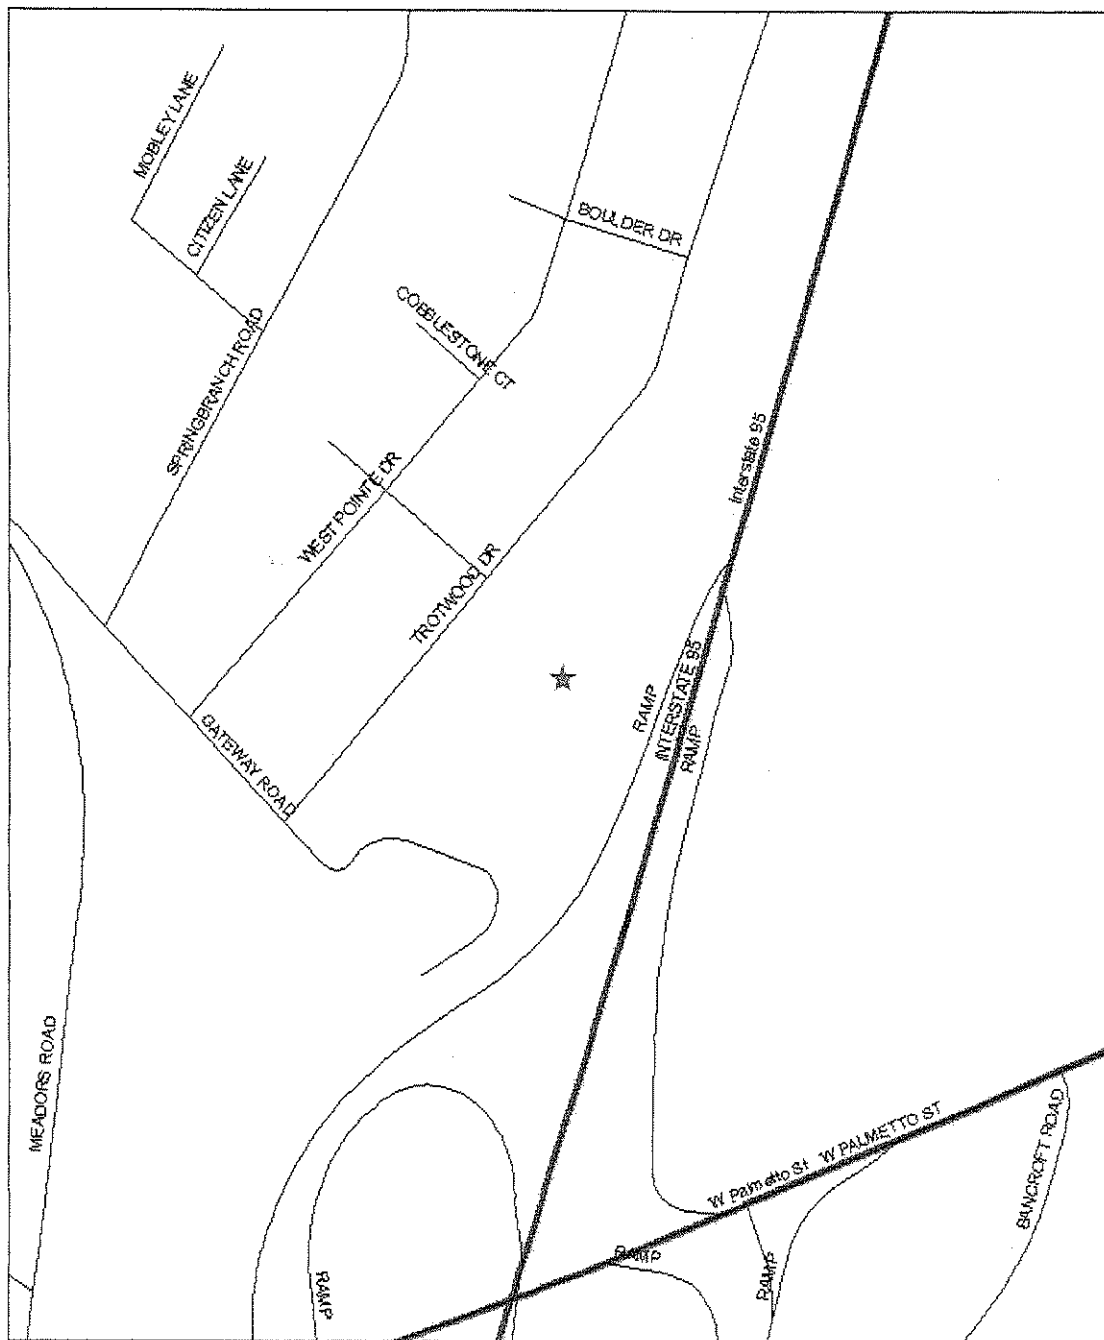 MOBLEY LANE
CITIZEN LANE
BOULDER DR
COBBLESTONE CT
SPRINGBRANCH ROAD
WEST POINTE DR
Interstate 95
TROTWOOD DR
RAMP
INTERSTATE 95
RAMP
GATEWAY ROAD
MEADORS ROAD
W Palmetto St
W PALMETTO ST
BANCROFT ROAD
RAMP
RAMP
RAMP